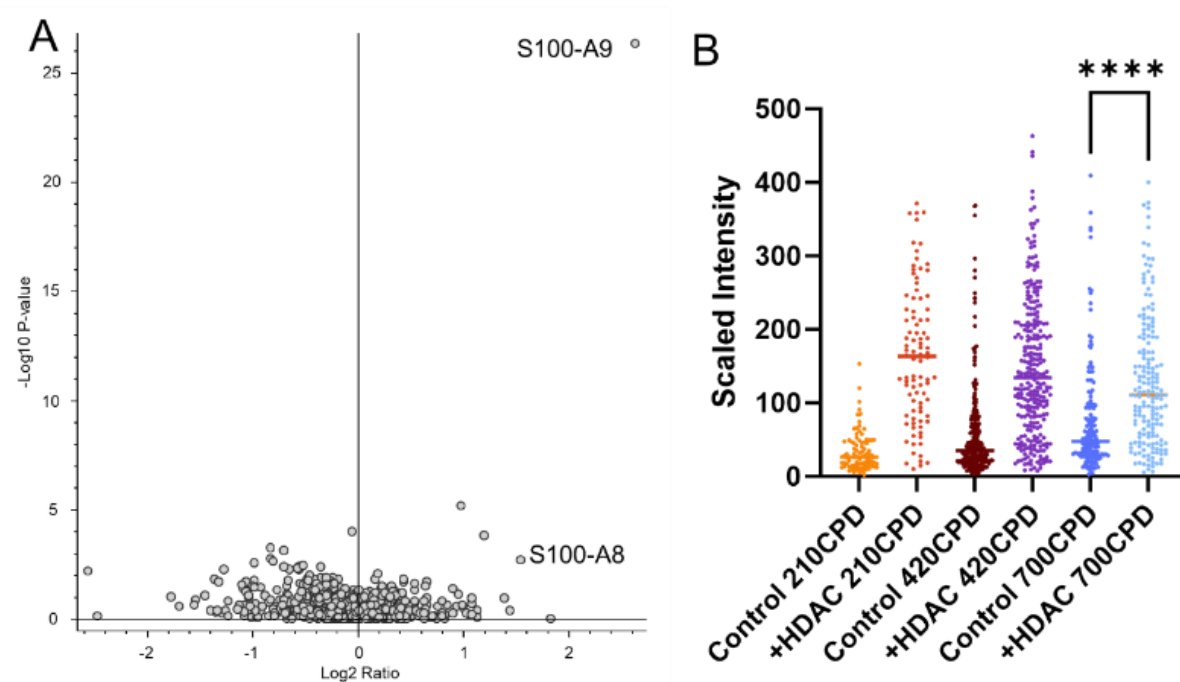 A
S100-A9
25
20
15
10
5
0
-Log10 P-value
S100-A8
-2
-1
0
1
2
Log2 Ratio
B
****
500
400
300
200
100
0
Scaled Intensity
Control 210CPD
+HDAC 210CPD
Control 420CPD
+HDAC 420CPD
Control 700CPD
+HDAC 700CPD